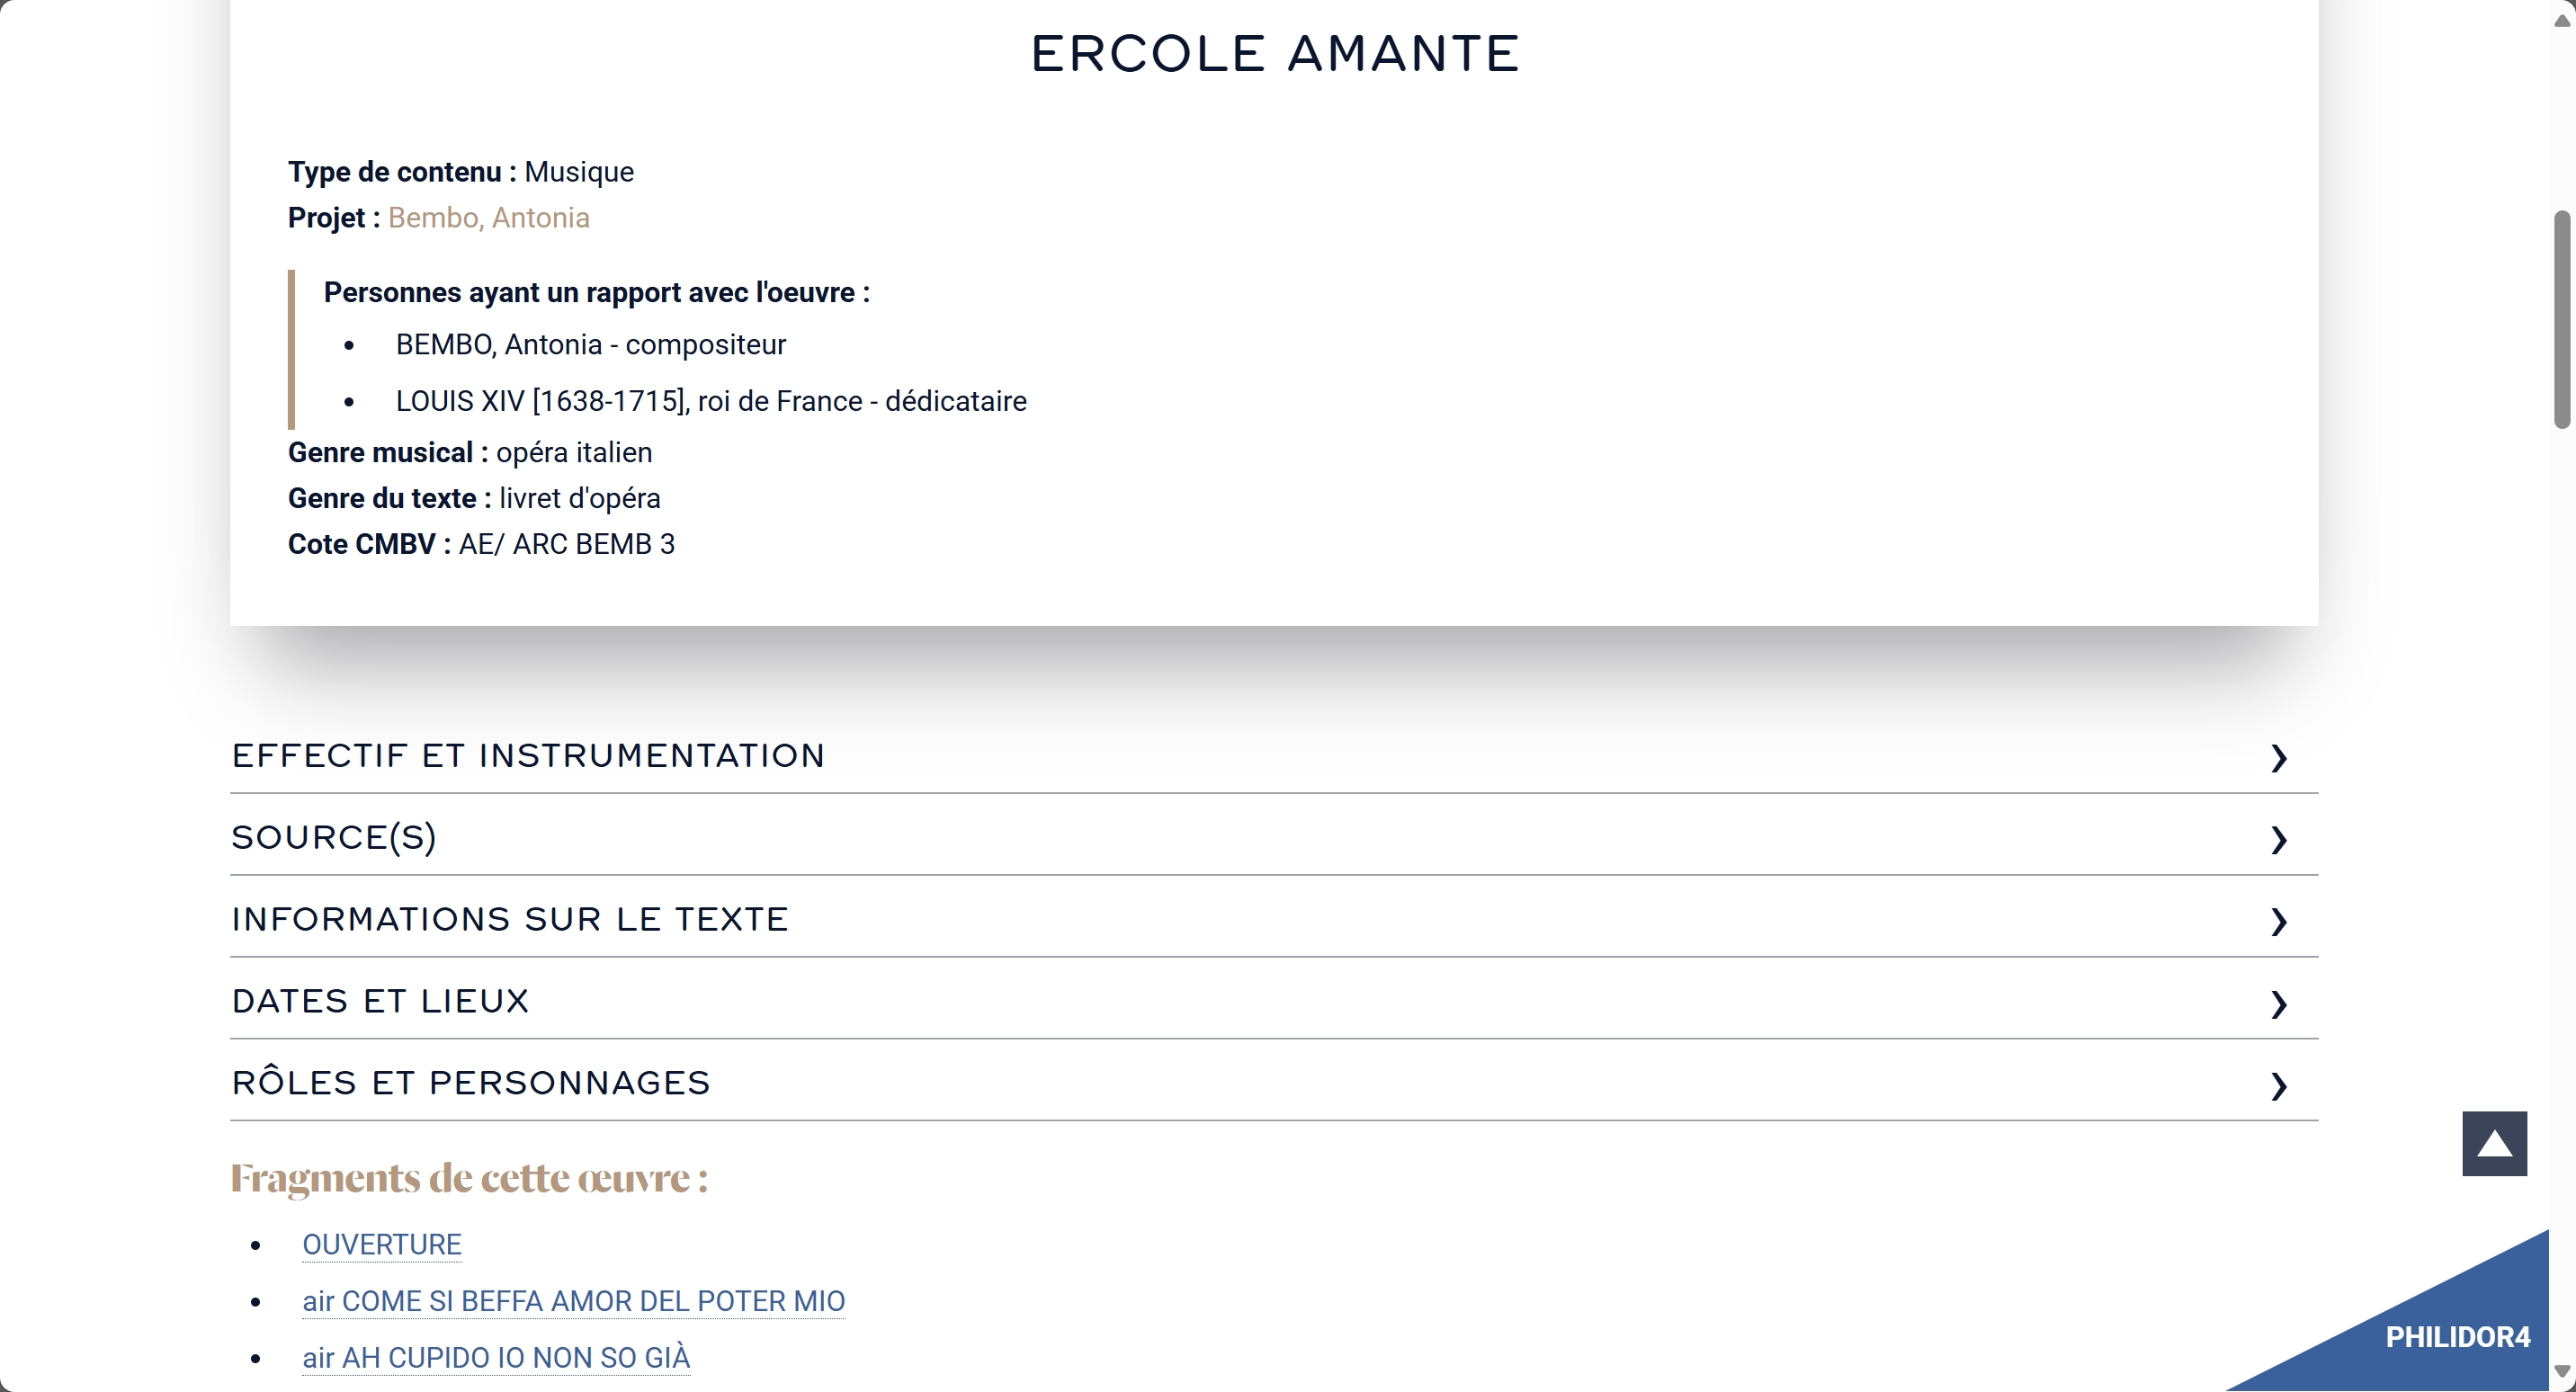 ERCOLE AMANTE
Type de contenu : Musique
Projet : Bembo, Antonia
Personnes ayant un rapport avec l'oeuvre :
• BEMBO, Antonia - compositeur
• LOUIS XIV [1638-1715], roi de France - dédicataire
Genre musical : opéra italien
Genre du texte : livret d'opéra
Cote CMBV : AE/ ARC BEMB 3
EFFECTIF ET INSTRUMENTATION
SOURCE(S)
INFORMATIONS SUR LE TEXTE
DATES ET LIEUX
RÔLES ET PERSONNAGES
Fragments de cette œuvre :
• OUVERTURE
• air COME SI BEFFA AMOR DEL POTER MIO
• air AH CUPIDO IO NON SO GIÀ
PHILIDOR4